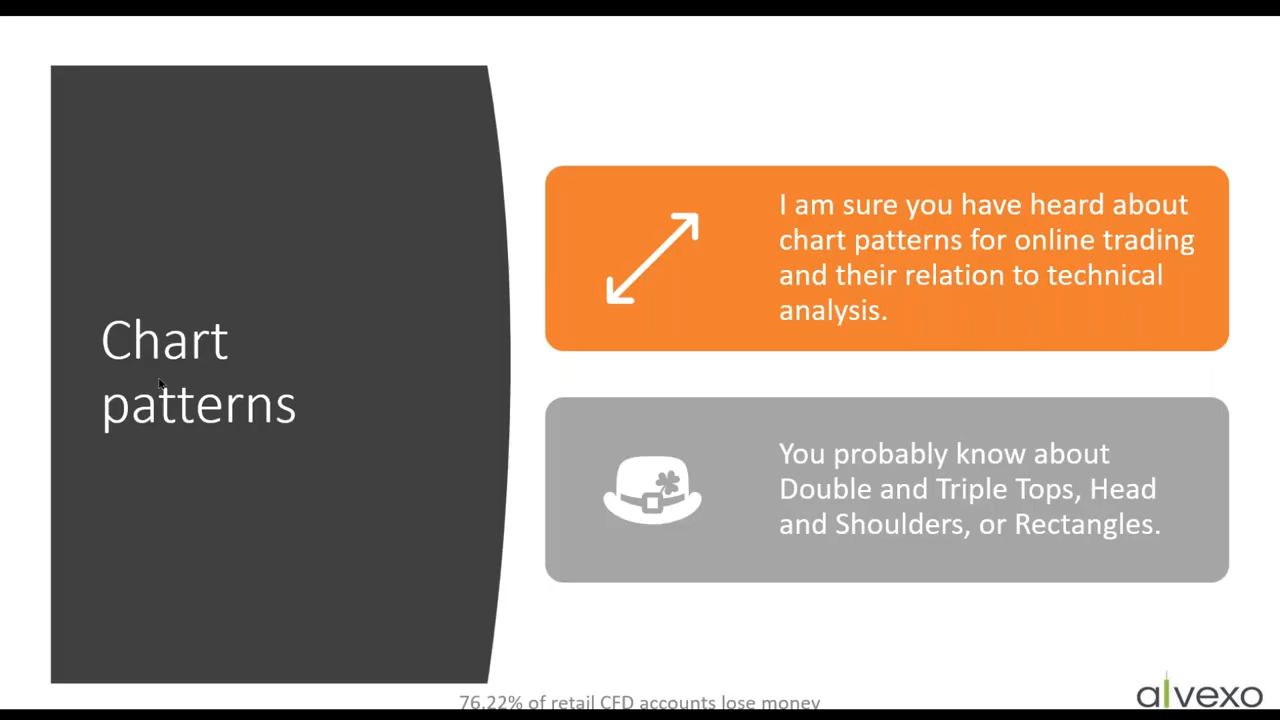 Chart
patterns
I am sure you have heard about
chart patterns for online trading
and their relation to technical
analysis.
You probably know about
Double and Triple Tops, Head
and Shoulders, or Rectangles.
76.22% of retail CFD accounts lose money
alvexo